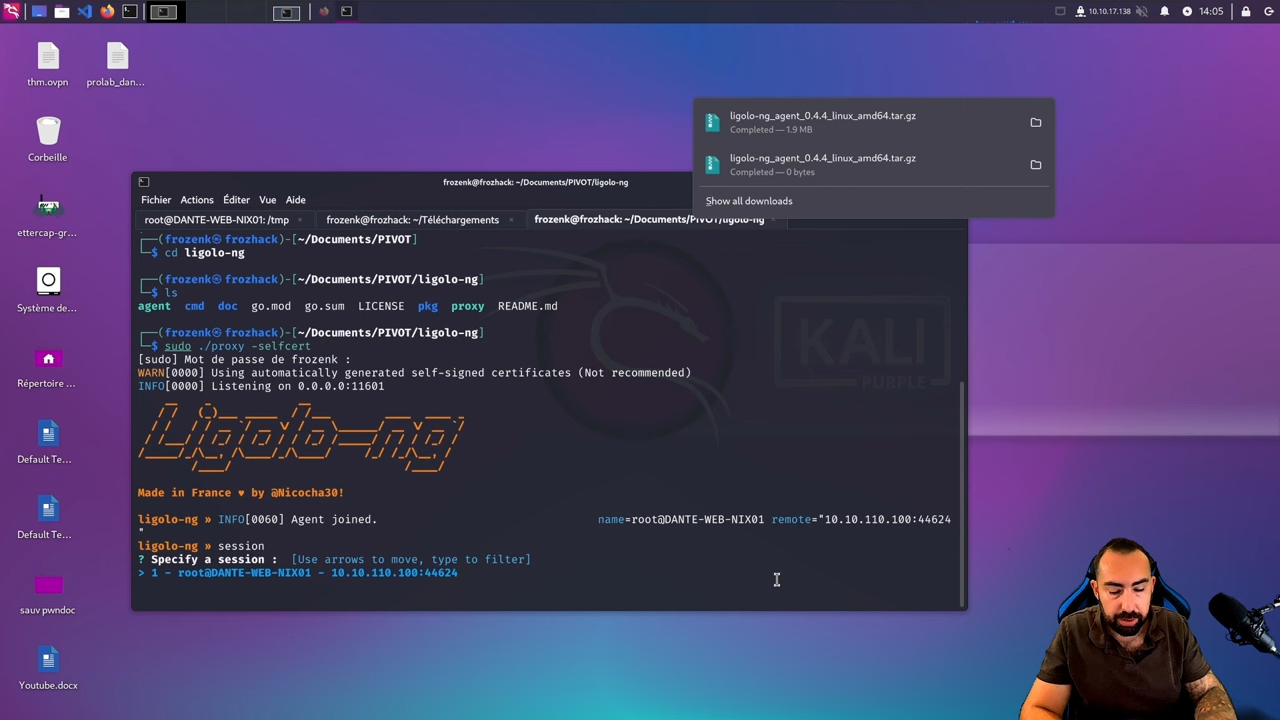 10.10.17.138
14:05
thm.ovpn
prolab_dan...
Corbeille
ettercap-gr...
Système de...
Répertoire ...
Default Te...
Default Te...
sauv pwndoc
Youtube.docx
ligolo-ng_agent_0.4.4_linux_amd64.tar.gz
Completed — 1.9 MB
ligolo-ng_agent_0.4.4_linux_amd64.tar.gz
Completed — 0 bytes
Show all downloads
frozenk@frozhack: ~/Documents/PIVOT/ligolo-ng
Fichier Actions Éditer Vue Aide
root@DANTE-WEB-NIX01: /tmp × frozenk@frozhack: ~/Téléchargements × frozenk@frozhack: ~/Documents/PIVOT/ligolo-ng ×
┌──(frozenk㉿frozhack)-[~/Documents/PIVOT]
└─$ cd ligolo-ng
┌──(frozenk㉿frozhack)-[~/Documents/PIVOT/ligolo-ng]
└─$ ls
agent cmd doc go.mod go.sum LICENSE pkg proxy README.md
┌──(frozenk㉿frozhack)-[~/Documents/PIVOT/ligolo-ng]
└─$ sudo ./proxy -selfcert
[sudo] Mot de passe de frozenk :
WARN[0000] Using automatically generated self-signed certificates (Not recommended)
INFO[0000] Listening on 0.0.0.0:11601
Ligolo-ng
Made in France ♥ by @Nicocha30!
ligolo-ng » INFO[0060] Agent joined. name=root@DANTE-WEB-NIX01 remote="10.10.110.100:44624
"
ligolo-ng » session
? Specify a session : [Use arrows to move, type to filter]
> 1 - root@DANTE-WEB-NIX01 - 10.10.110.100:44624
KALI
PURPLE